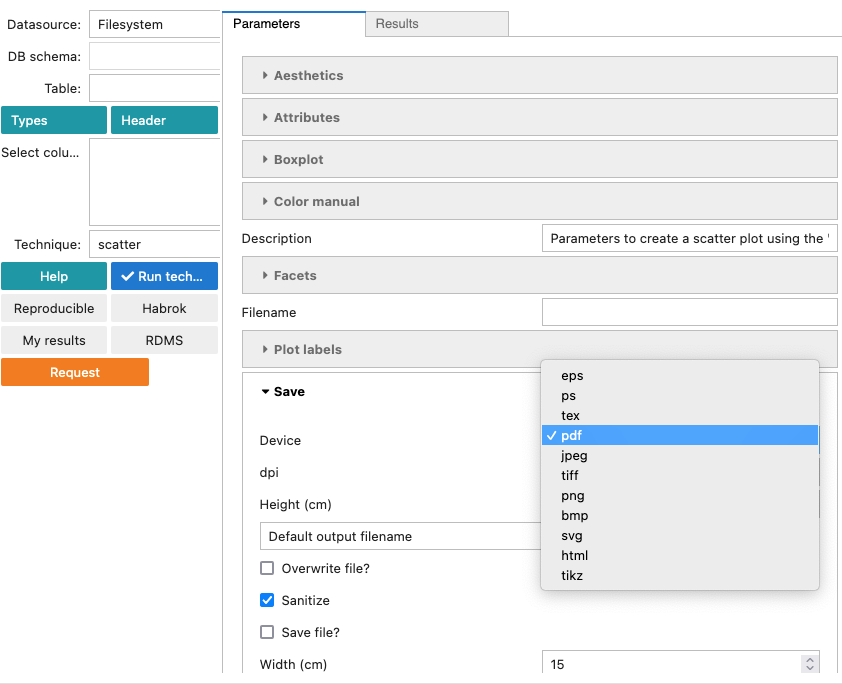 Datasource:
Filesystem
DB schema:
Table:
Types
Header
Select colu...
Technique:
scatter
Help
Run tech...
Reproducible
Habrok
My results
RDMS
Request
Parameters
Results
Aesthetics
Attributes
Boxplot
Color manual
Description
Parameters to create a scatter plot using the
Facets
Filename
Plot labels
Save
Device
dpi
Height (cm)
Default output filename
Overwrite file?
Sanitize
Save file?
Width (cm)
15
eps
ps
tex
pdf
jpeg
tiff
png
bmp
svg
html
tikz